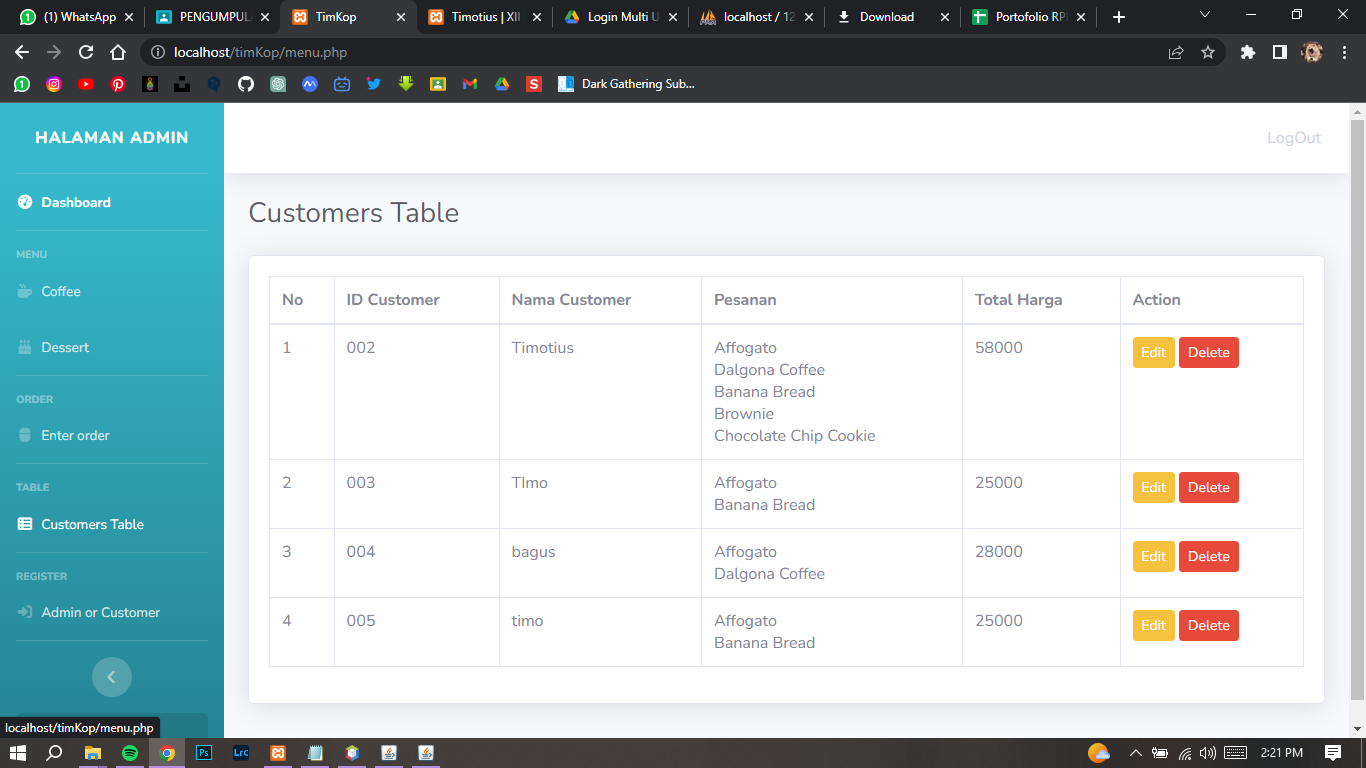 (1) WhatsApp
PENGUMPUL
TimKop
Timotius | XII
Login Multi U
localhost / 12
Download
Portofolio RP
localhost/timKop/menu.php
Dark Gathering Sub...
HALAMAN ADMIN
LogOut
Dashboard
MENU
Coffee
Dessert
ORDER
Enter order
TABLE
Customers Table
REGISTER
Admin or Customer
Customers Table
No ID Customer Nama Customer Pesanan Total Harga Action
1 002 Timotius Affogato 58000 Edit Delete
Dalgona Coffee
Banana Bread
Brownie
Chocolate Chip Cookie
2 003 TImo Affogato 25000 Edit Delete
Banana Bread
3 004 bagus Affogato 28000 Edit Delete
Dalgona Coffee
4 005 timo Affogato 25000 Edit Delete
Banana Bread
localhost/timKop/menu.php
Ps
LrC
2:21 PM